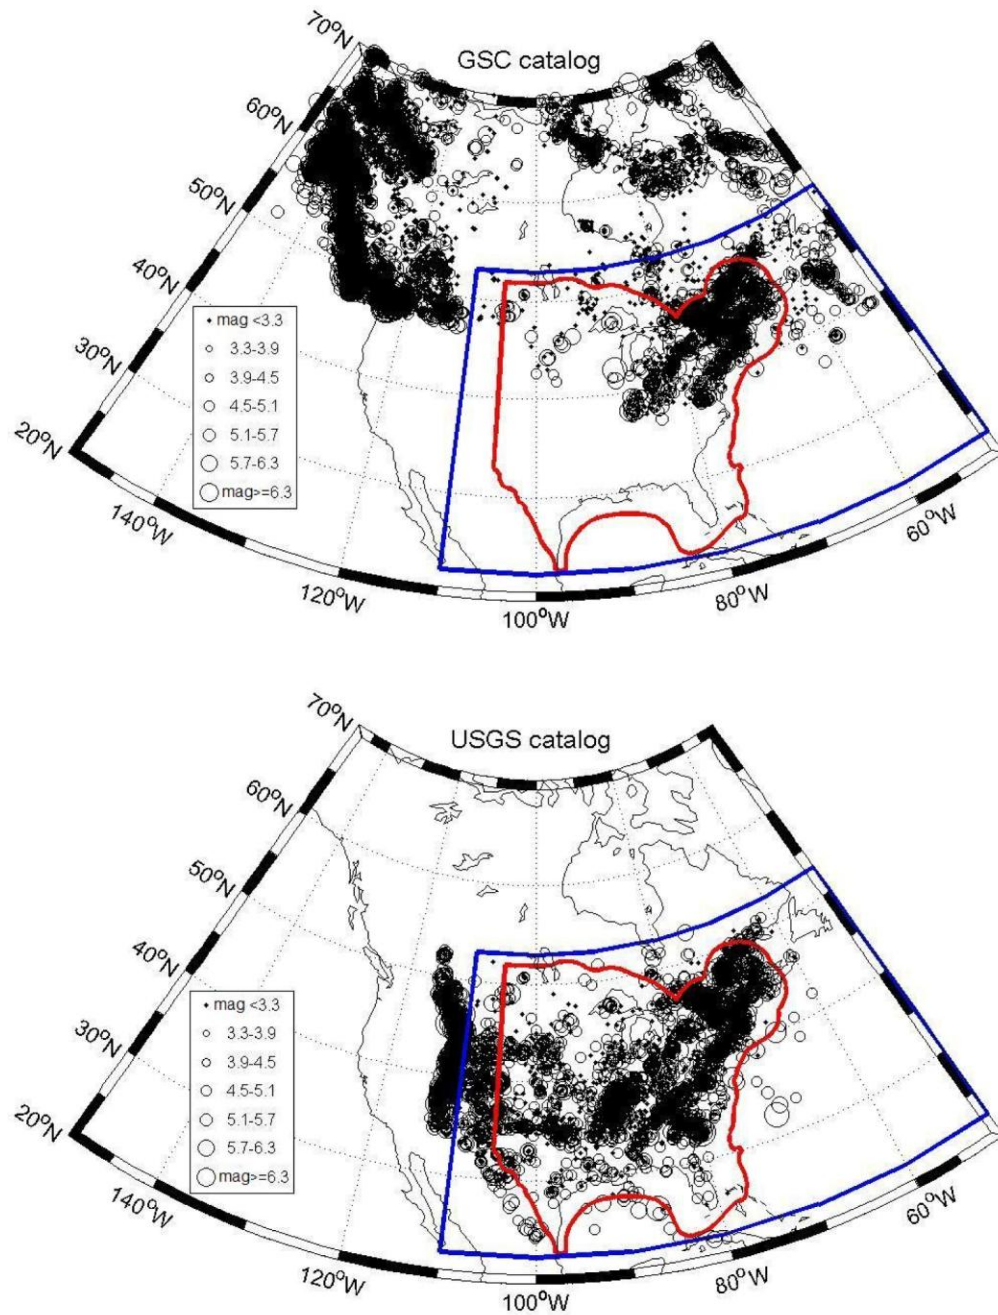 GSC catalog
70°N
60°N
50°N
40°N
30°N
20°N
mag <3.3
3.3-3.9
3.9-4.5
4.5-5.1
5.1-5.7
5.7-6.3
mag>=6.3
140°W
120°W
100°W
80°W
60°W
USGS catalog
70°N
60°N
50°N
40°N
30°N
20°N
mag <3.3
3.3-3.9
3.9-4.5
4.5-5.1
5.1-5.7
5.7-6.3
mag>=6.3
140°W
120°W
100°W
80°W
60°W